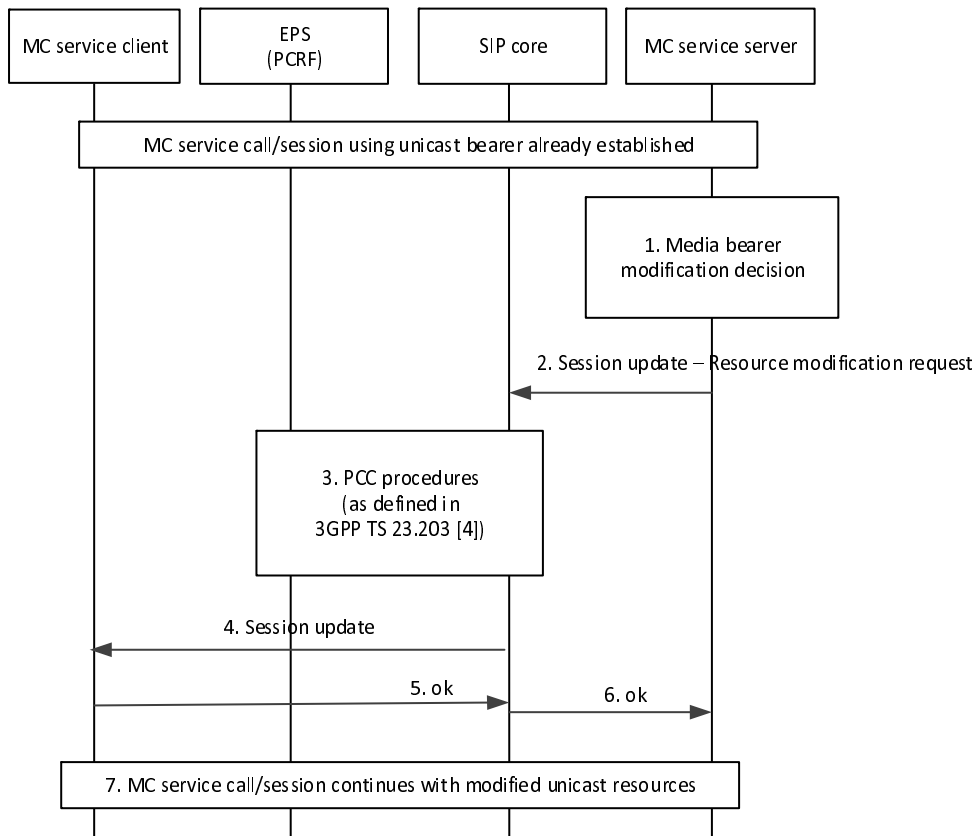 MC service client
EPS
(PCRF)
SIP core
MC service server
MC service call/session using unicast bearer already established
1. Media bearer
modification decision
2. Session update – Resource modification request
3. PCC procedures
(as defined in
3GPP TS 23.203 [4])
4. Session update
5. ok
6. ok
7. MC service call/session continues with modified unicast resources